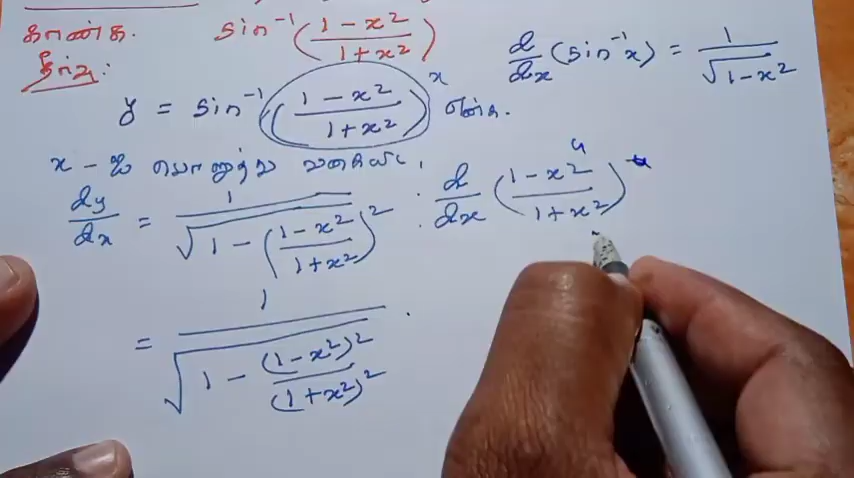 காண்க. sin⁻¹(1-x²/1+x²)
தீர்வு:
d/dx (sin⁻¹x) = 1/√1-x²
y = sin⁻¹(1-x²/1+x²) x என்க.
x-ஐ பொறுத்து வகையிட,
dy/dx = 1/√1-(1-x²/1+x²)² . d/dx (1-x²/1+x²) u
= 1/√1-(1-x²)²/(1+x²)² .